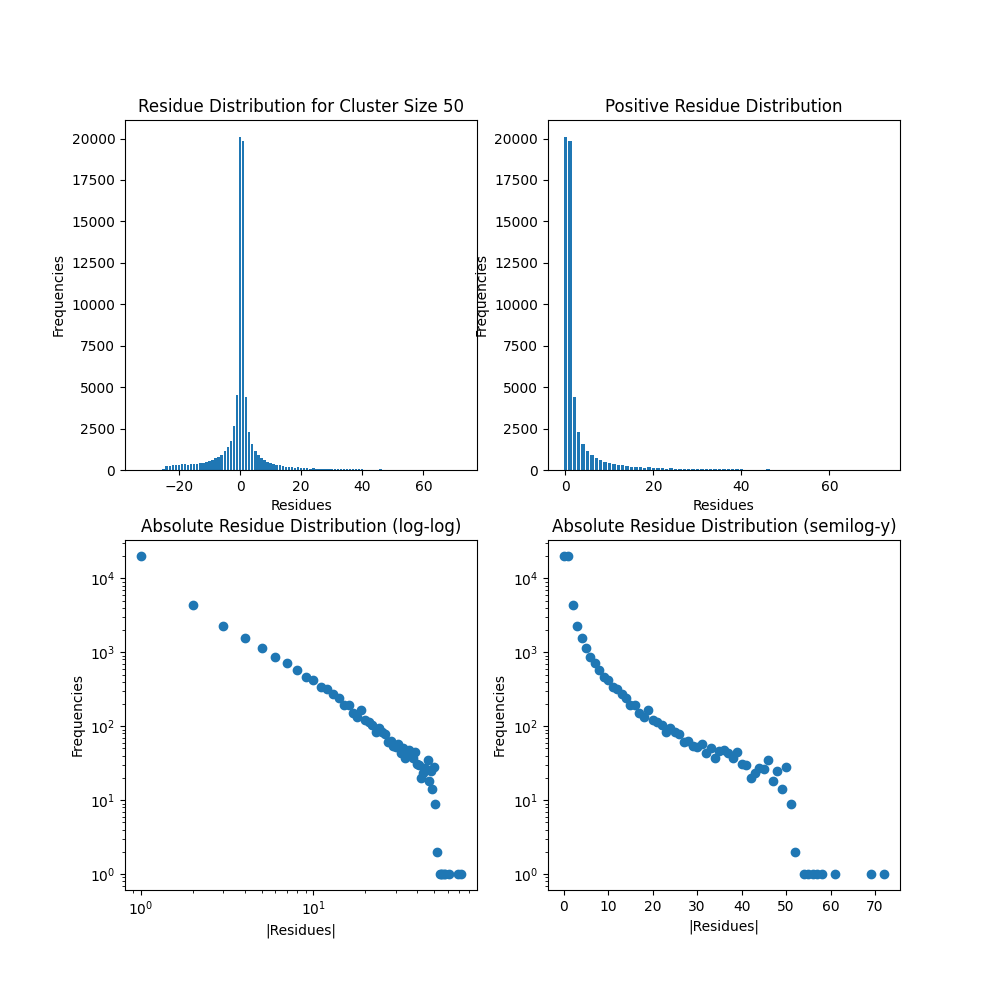 Residue Distribution for Cluster Size 50
Frequencies
20000
17500
15000
12500
10000
7500
5000
2500
0
−20 0 20 40 60
Residues
Positive Residue Distribution
Frequencies
20000
17500
15000
12500
10000
7500
5000
2500
0
0 20 40 60
Residues
Absolute Residue Distribution (log-log)
Frequencies
10⁴
10³
10²
10¹
10⁰
10⁰ 10¹
|Residues|
Absolute Residue Distribution (semilog-y)
Frequencies
10⁴
10³
10²
10¹
10⁰
0 10 20 30 40 50 60 70
|Residues|